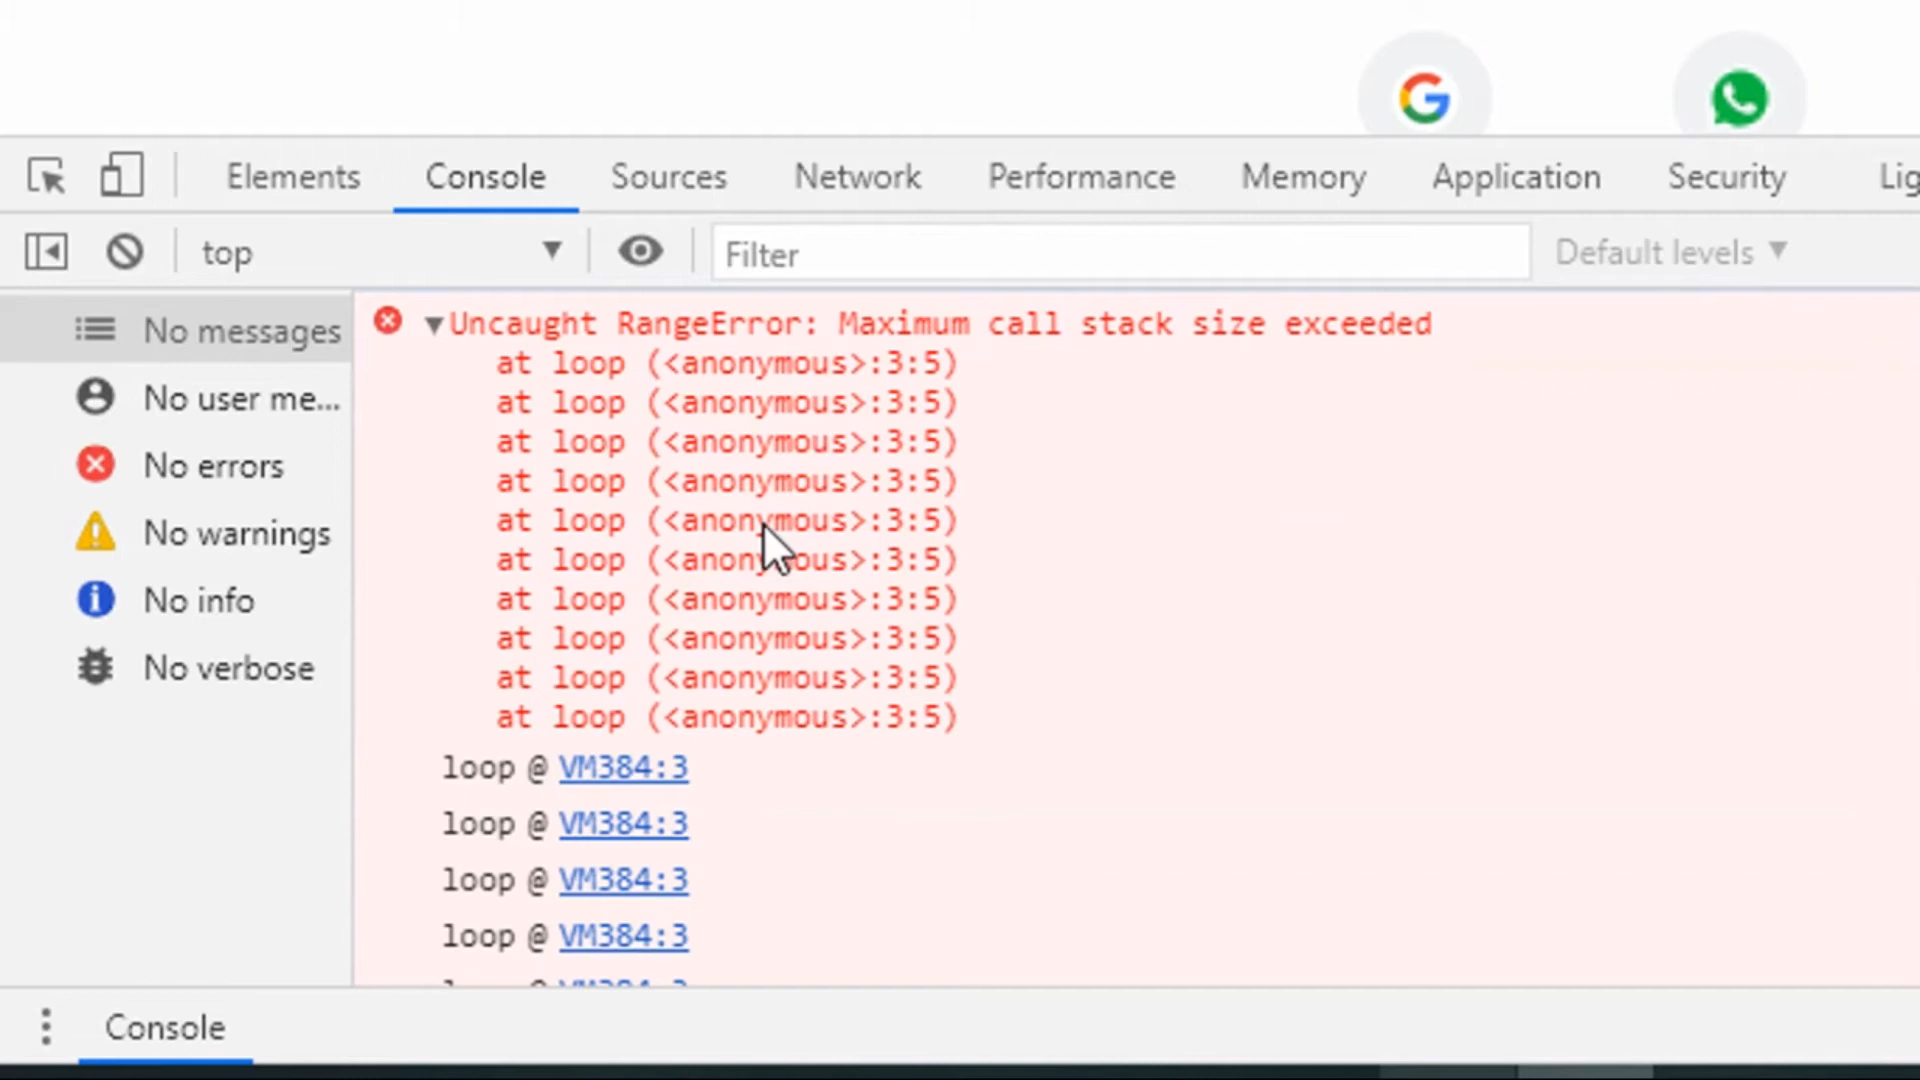 Elements Console Sources Network Performance Memory Application Security Lig
top Filter Default levels
No messages
No user me...
No errors
No warnings
No info
No verbose
Uncaught RangeError: Maximum call stack size exceeded
at loop (<anonymous>:3:5)
at loop (<anonymous>:3:5)
at loop (<anonymous>:3:5)
at loop (<anonymous>:3:5)
at loop (<anonymous>:3:5)
at loop (<anonymous>:3:5)
at loop (<anonymous>:3:5)
at loop (<anonymous>:3:5)
at loop (<anonymous>:3:5)
at loop (<anonymous>:3:5)
loop @ VM384:3
loop @ VM384:3
loop @ VM384:3
loop @ VM384:3
Console